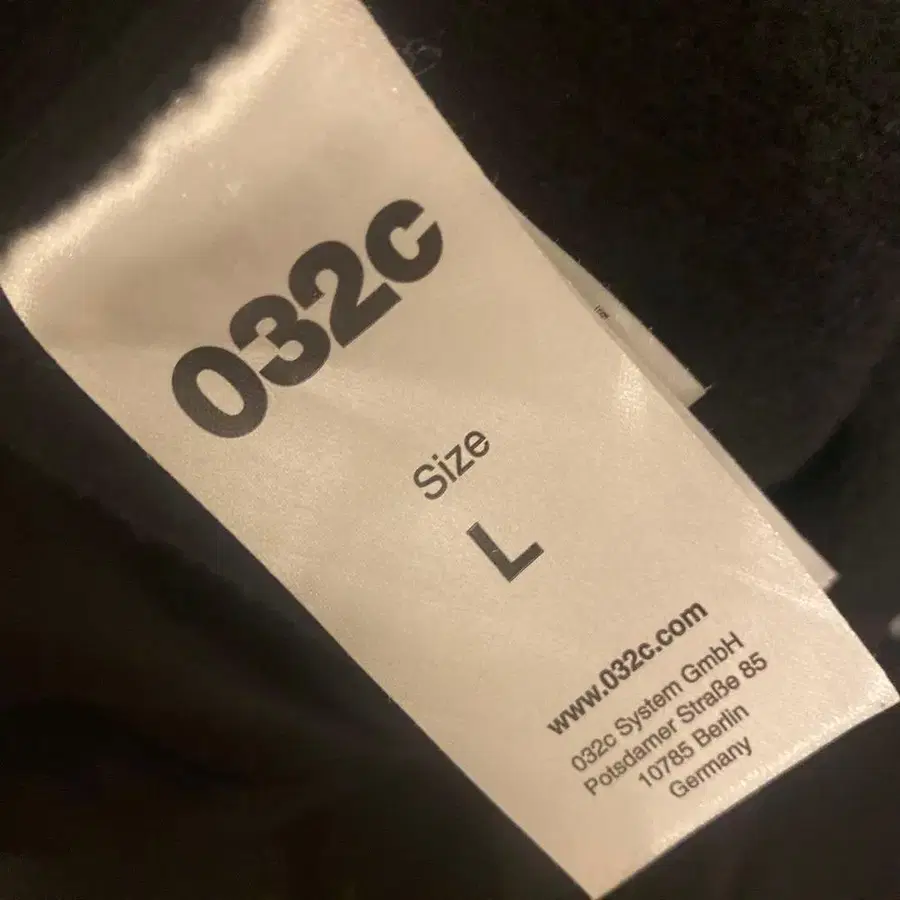 032c
Size
L
www.032c.com
032c System GmbH
Potsdamer Straße 85
10785 Berlin
Germany